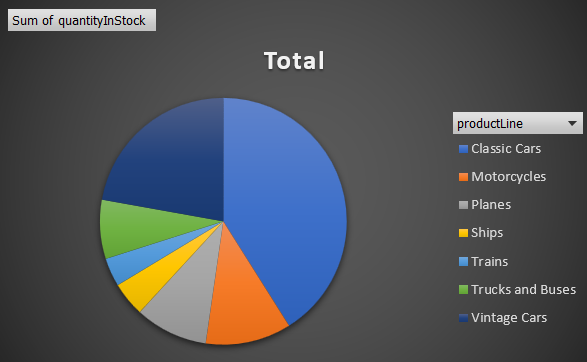 Sum of quantityInStock
Total
productLine
Classic Cars
Motorcycles
Planes
Ships
Trains
Trucks and Buses
Vintage Cars